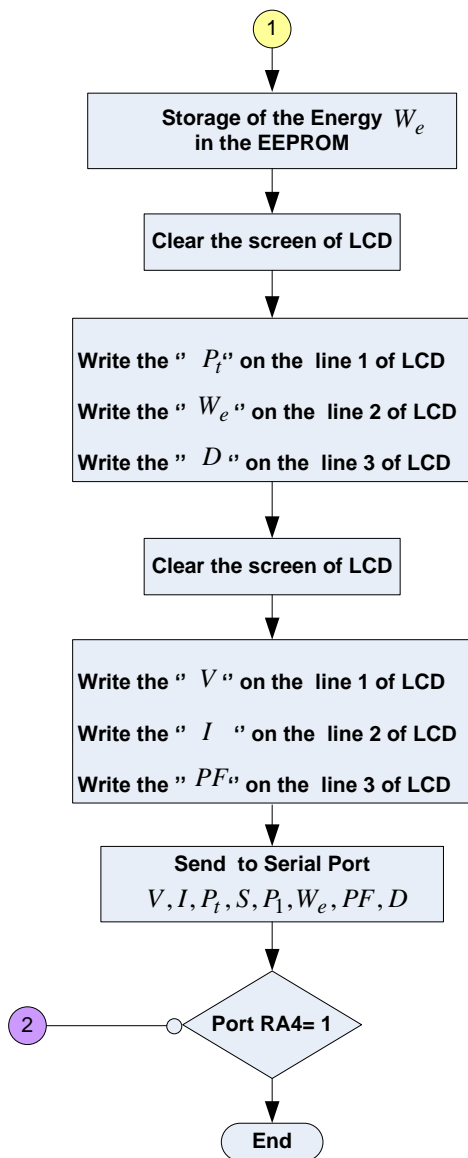 1
Storage of the Energy W_e
in the EEPROM
Clear the screen of LCD
Write the “ P_t“ on the line 1 of LCD
Write the “ W_e “ on the line 2 of LCD
Write the ” D “ on the line 3 of LCD
Clear the screen of LCD
Write the “ V “ on the line 1 of LCD
Write the “ I “ on the line 2 of LCD
Write the ” PF“ on the line 3 of LCD
Send to Serial Port
V, I, P_t, S, P_1, W_e, PF, D
2
Port RA4= 1
End